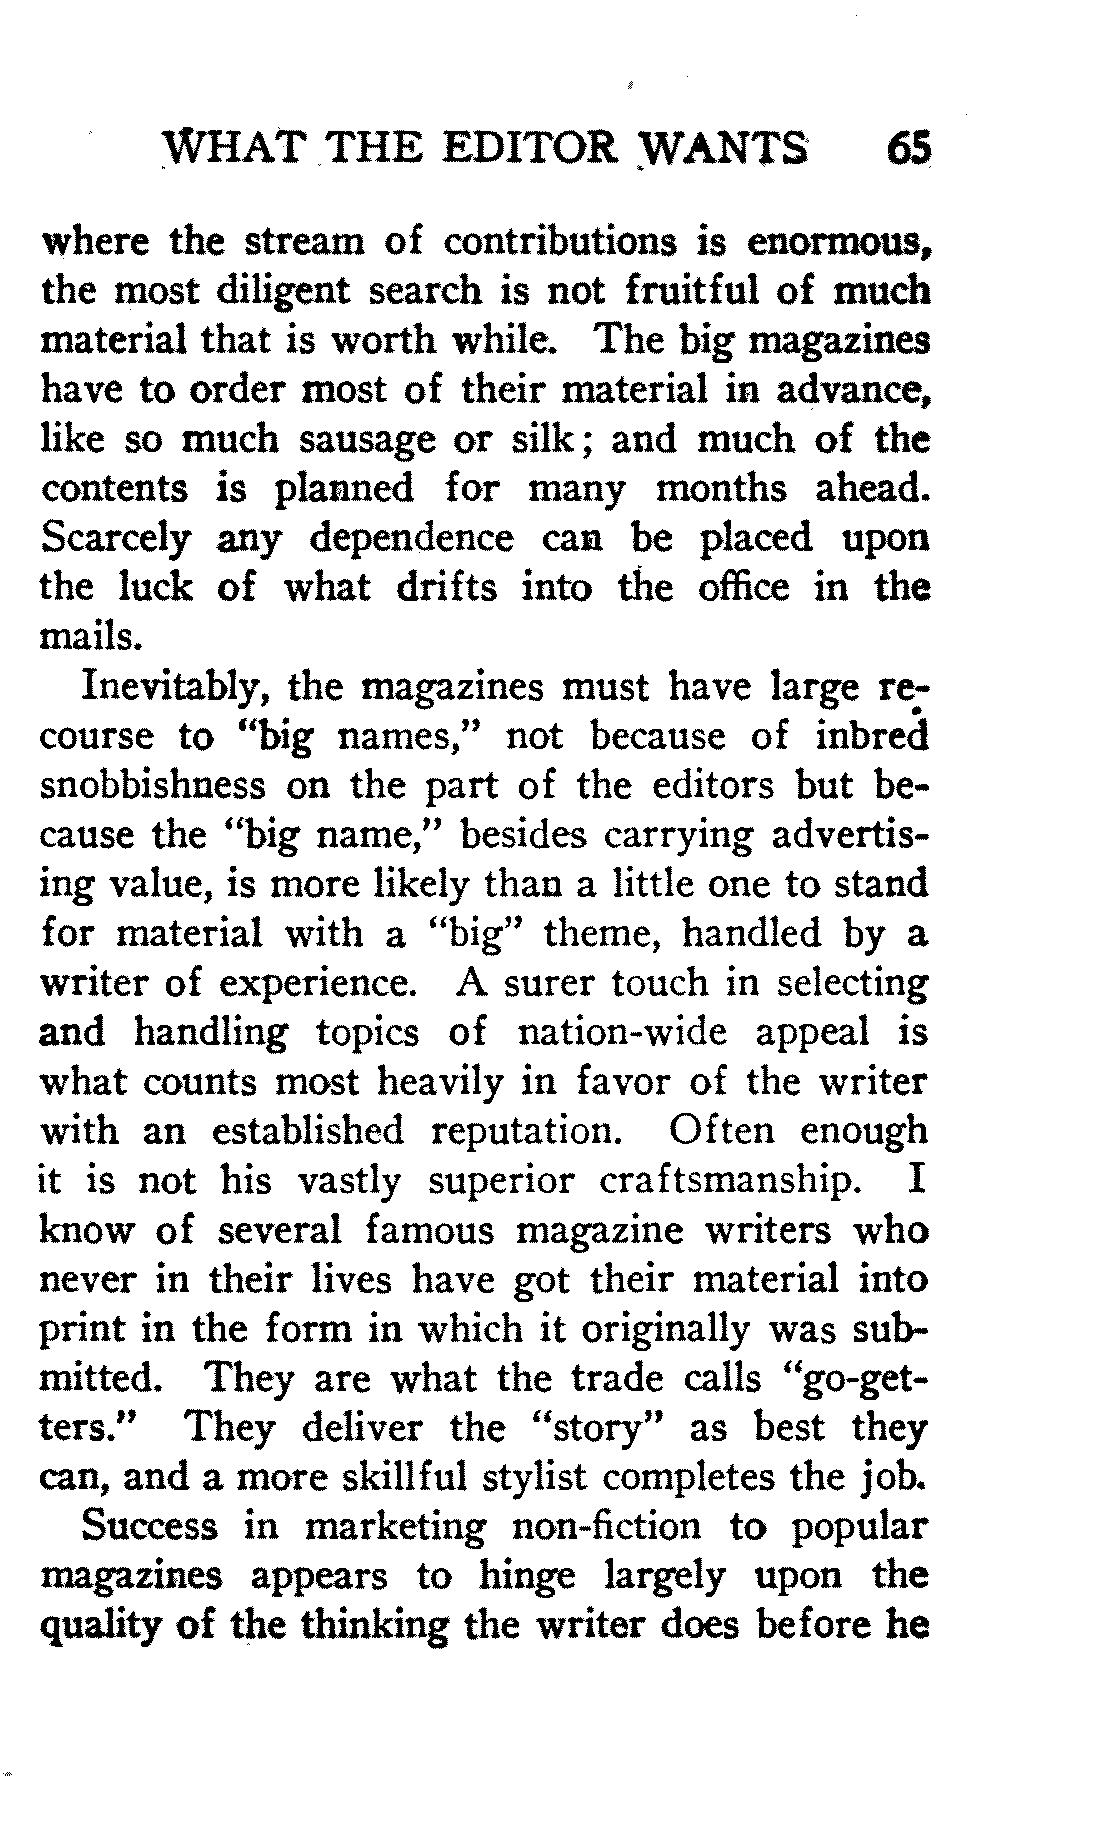 WHAT THE EDITOR WANTS 65
where the stream of contributions is enormous,
the most diligent search is not fruitful of much
material that is worth while. The big magazines
have to order most of their material in advance,
like so much sausage or silk; and much of the
contents is planned for many months ahead.
Scarcely any dependence can be placed upon
the luck of what drifts into the office in the
mails.
Inevitably, the magazines must have large re-
course to "big names," not because of inbred
snobbishness on the part of the editors but be-
cause the "big name," besides carrying advertis-
ing value, is more likely than a little one to stand
for material with a "big" theme, handled by a
writer of experience. A surer touch in selecting
and handling topics of nation-wide appeal is
what counts most heavily in favor of the writer
with an established reputation. Often enough
it is not his vastly superior craftsmanship. I
know of several famous magazine writers who
never in their lives have got their material into
print in the form in which it originally was sub-
mitted. They are what the trade calls "go-get-
ters." They deliver the "story" as best they
can, and a more skillful stylist completes the job.
Success in marketing non-fiction to popular
magazines appears to hinge largely upon the
quality of the thinking the writer does before he